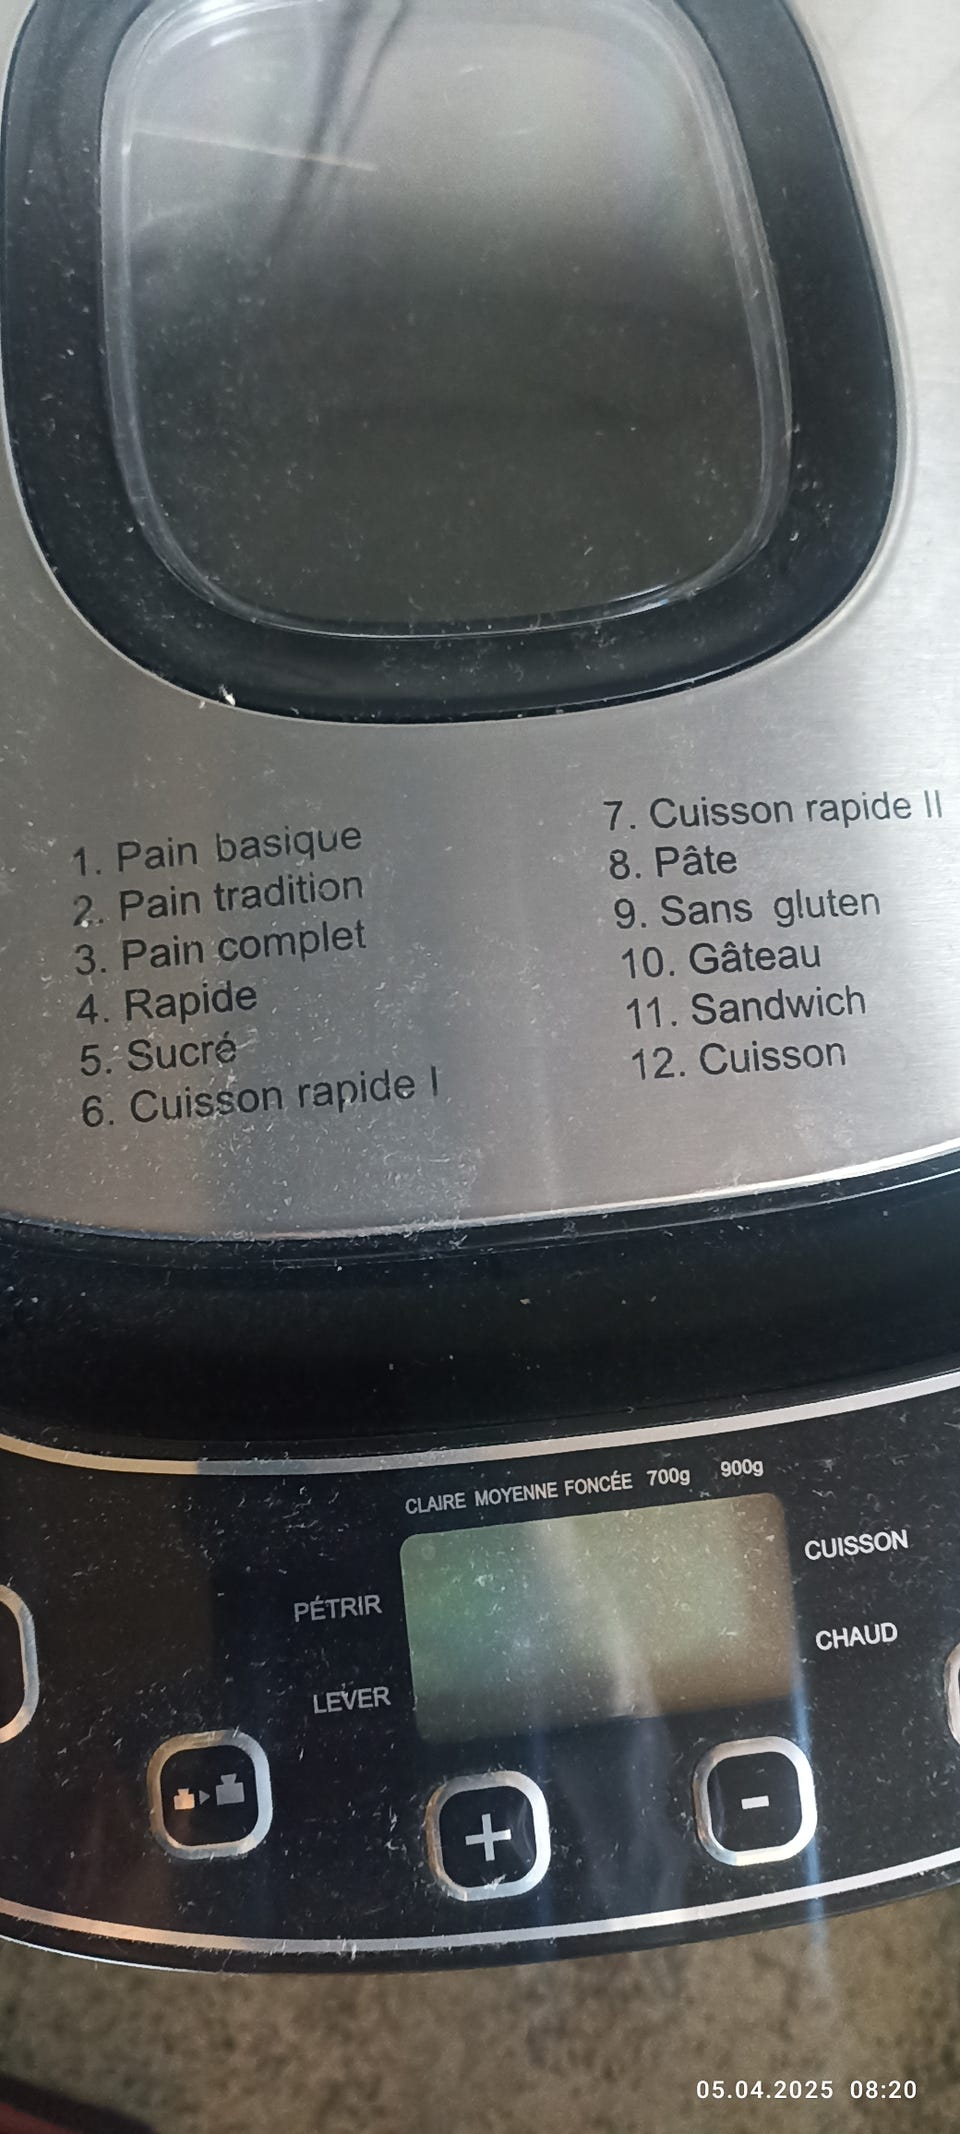 1. Pain basique
2. Pain tradition
3. Pain complet
4. Rapide
5. Sucré
6. Cuisson rapide I
7. Cuisson rapide II
8. Pâte
9. Sans gluten
10. Gâteau
11. Sandwich
12. Cuisson
CLAIRE MOYENNE FONCÉE 700g 900g
CUISSON
PÉTRIR
CHAUD
LEVER
+
-
05.04.2025 08:20